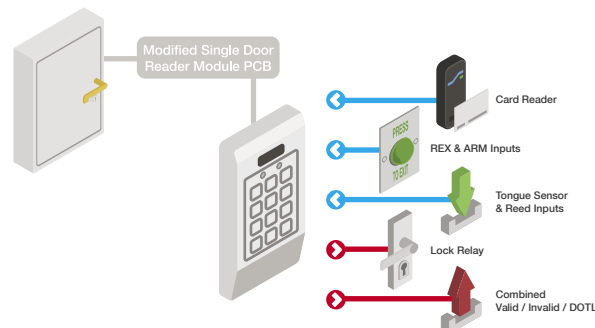 Modified Single Door
Reader Module PCB
Card Reader
PRESS
TO EXIT
REX & ARM Inputs
Tongue Sensor
& Reed Inputs
Lock Relay
Combined
Valid / Invalid / DOTL